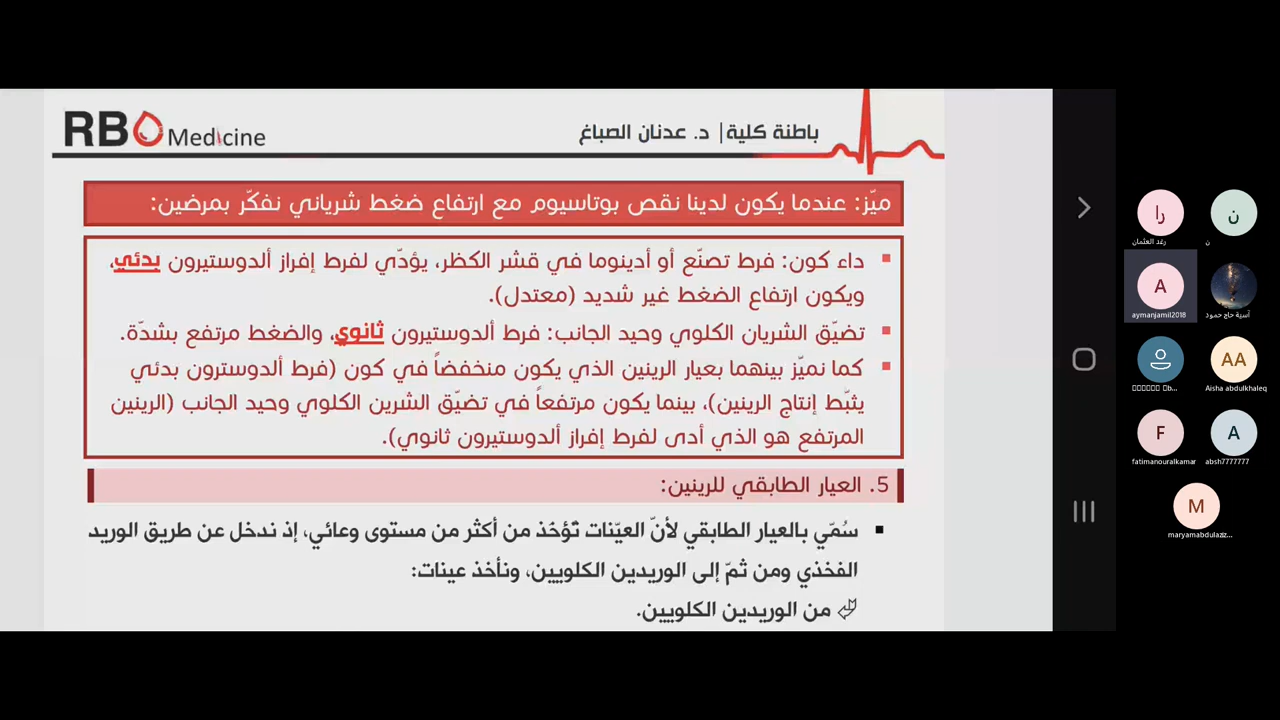 RBO Medicine
باطنة كلية | د. عدنان الصباغ
ميّز: عندما يكون لدينا نقص بوتاسيوم مع ارتفاع ضغط شرياني نفكّر بمرضين:
داء كون: فرط تصنّع أو أدينوما في قشر الكظر، يؤدّي لفرط إفراز ألدوستيرون بدئي،
ويكون ارتفاع الضغط غير شديد (معتدل).
تضيّق الشريان الكلوي وحيد الجانب: فرط ألدوستيرون ثانوي، والضغط مرتفع بشدّة.
كما نميّز بينهما بعيار الرينين الذي يكون منخفضاً في كون (فرط ألدوسترون بدئي
يثبّط إنتاج الرينين)، بينما يكون مرتفعاً في تضيّق الشرين الكلوي وحيد الجانب (الرينين
المرتفع هو الذي أدى لفرط إفراز ألدوستيرون ثانوي).
5. العيار الطابقي للرينين:
سُمّي بالعيار الطابقي لأنّ العيّنات تُؤخَذ من أكثر من مستوى وعائي، إذ ندخل عن طريق الوريد
الفخذي ومن ثمّ إلى الوريدين الكلويين، ونأخذ عينات:
من الوريدين الكلويين.
را
رغد العثمان
ن
ن
A
aymanjamil2018
آسية حاج حمود
AA
Aisha abdulkhaleq
F
fatimanouralkamar
A
absh7777777
M
maryamabdulaziz...